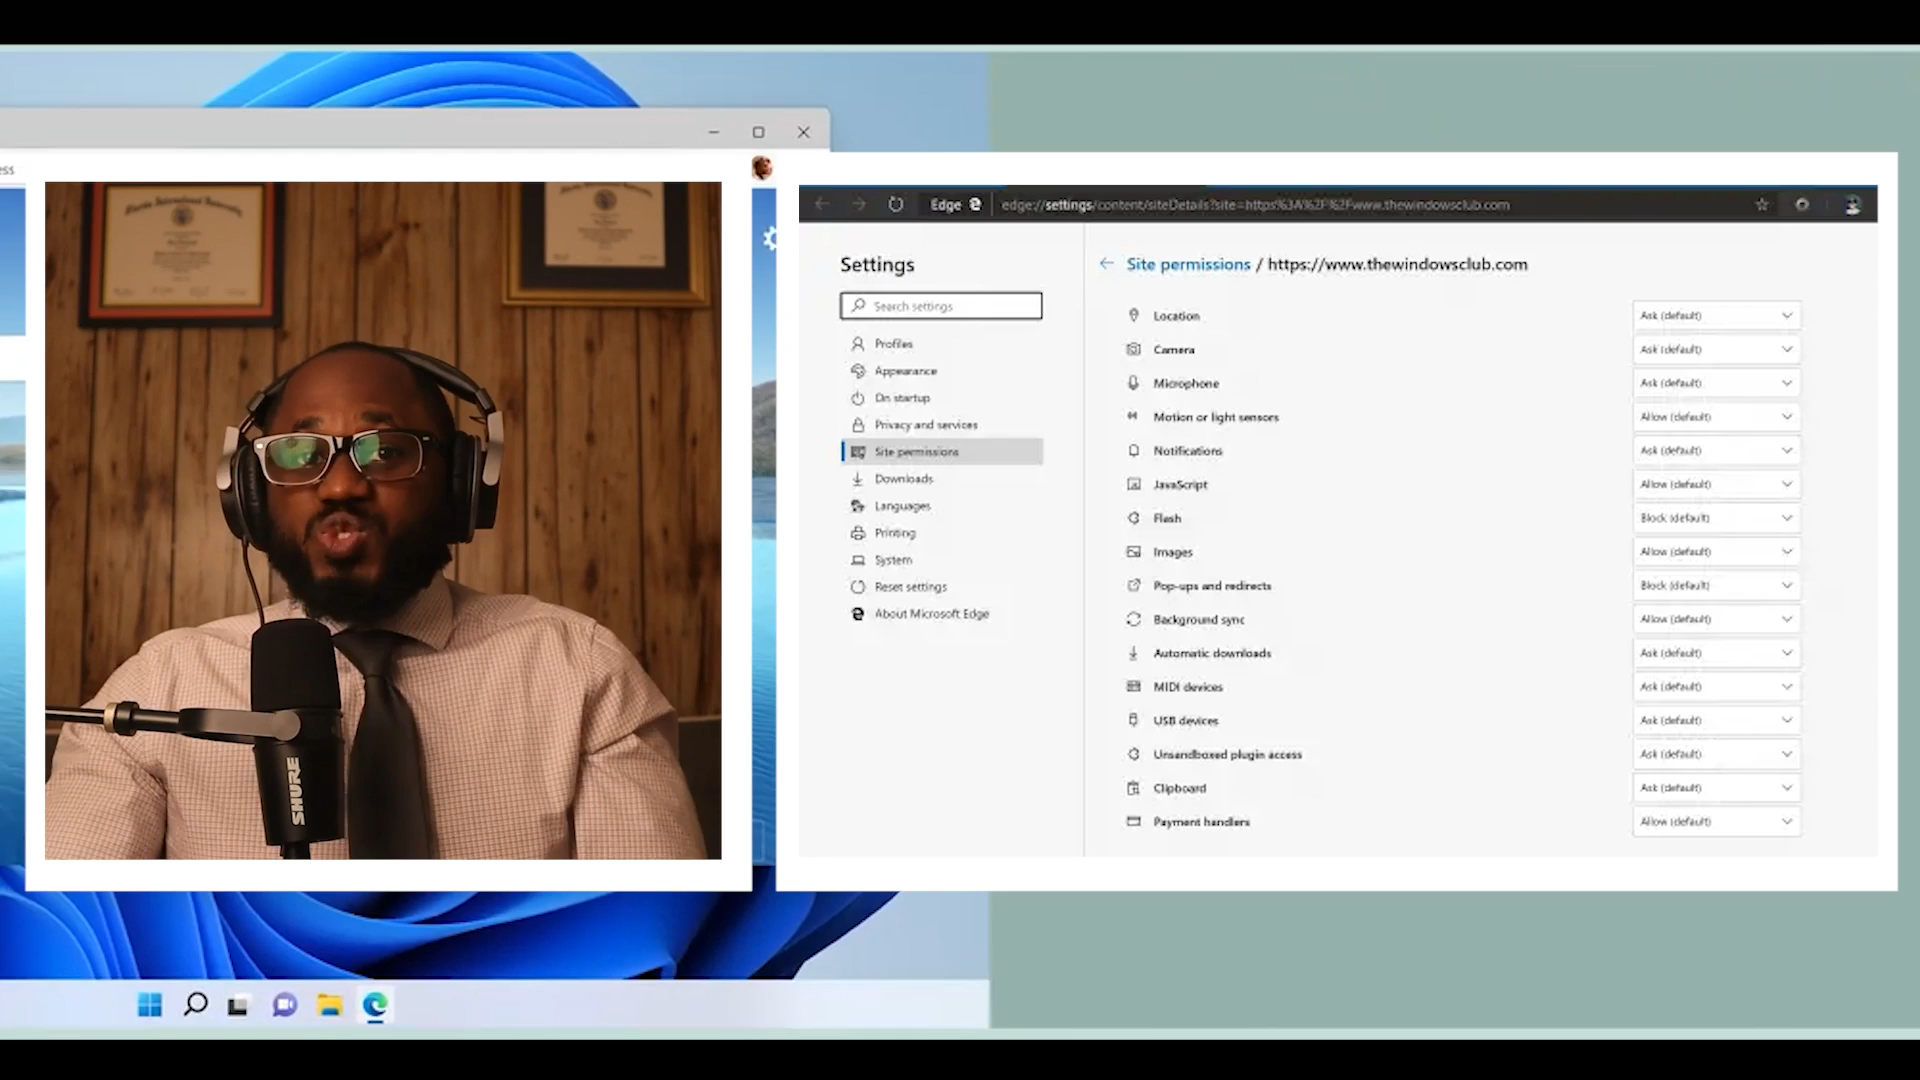 ess
SHURE
Edge
edge://settings/content/siteDetails?site=https%3A%2F%2Fwww.thewindowsclub.com
Settings
Search settings
Profiles
Appearance
On startup
Privacy and services
Site permissions
Downloads
Languages
Printing
System
Reset settings
About Microsoft Edge
Site permissions / https://www.thewindowsclub.com
Location Ask (default)
Camera Ask (default)
Microphone Ask (default)
Motion or light sensors Allow (default)
Notifications Ask (default)
JavaScript Allow (default)
Flash Block (default)
Images Allow (default)
Pop-ups and redirects Block (default)
Background sync Allow (default)
Automatic downloads Ask (default)
MIDI devices Ask (default)
USB devices Ask (default)
Unsandboxed plugin access Ask (default)
Clipboard Ask (default)
Payment handlers Allow (default)